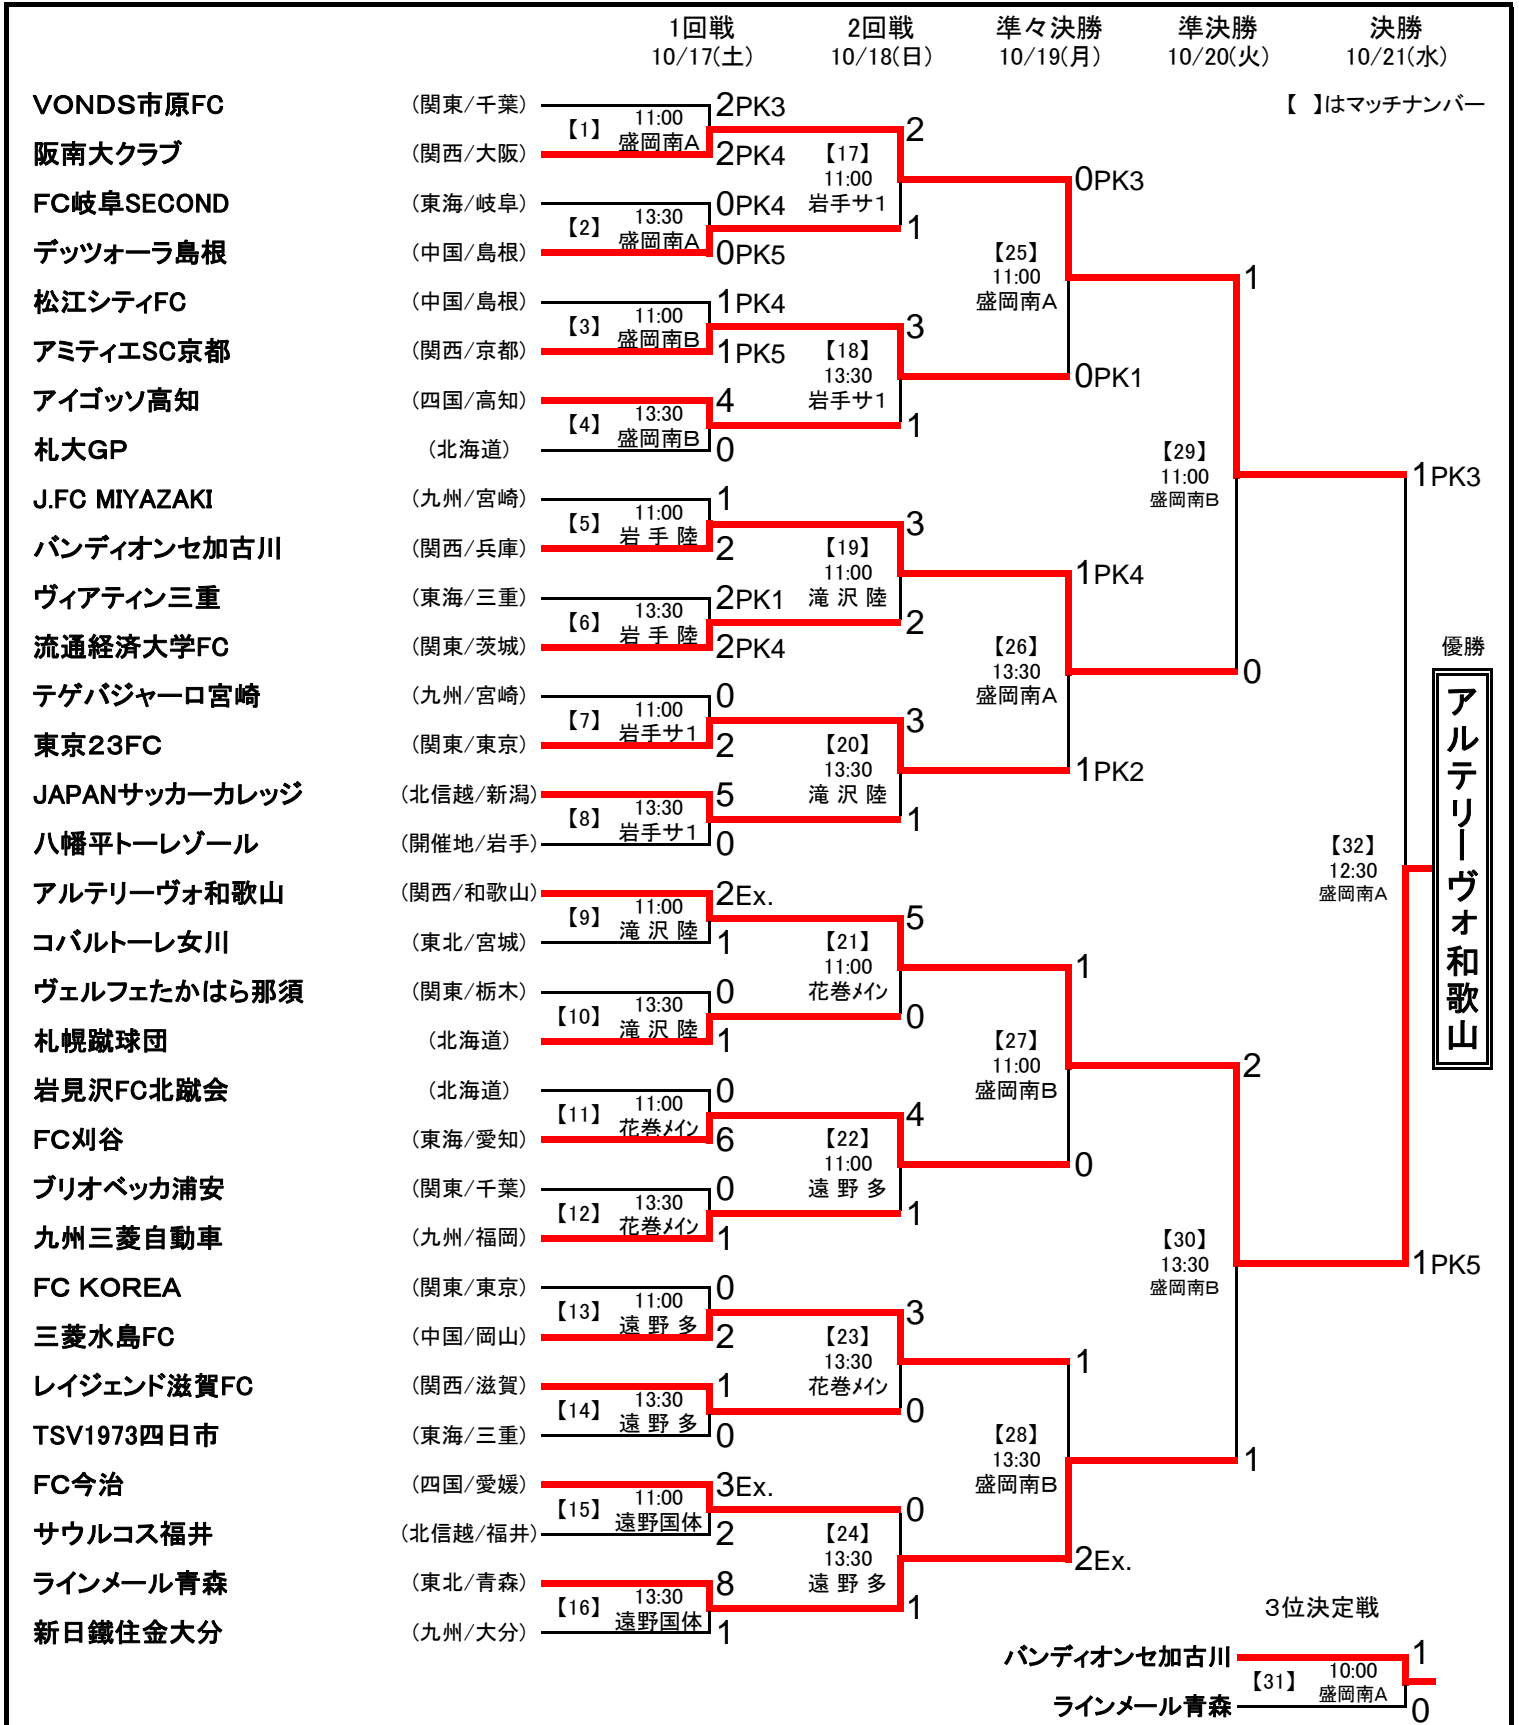 1回戦 2回戦 準々決勝 準決勝 決勝
10/17(土) 10/18(日) 10/19(月) 10/20(火) 10/21(水)
【 】はマッチナンバー
VONDS市原FC (関東/千葉) 2PK3
【1】 11:00 盛岡南A
阪南大クラブ (関西/大阪) 2PK4
FC岐阜SECOND (東海/岐阜) 0PK4
【2】 13:30 盛岡南A
デッツォーラ島根 (中国/島根) 0PK5
松江シティFC (中国/島根) 1PK4
【3】 11:00 盛岡南B
アミティエSC京都 (関西/京都) 1PK5
アイゴッソ高知 (四国/高知) 4
【4】 13:30 盛岡南B
札大GP (北海道) 0
J.FC MIYAZAKI (九州/宮崎) 1
【5】 11:00 岩手陸
バンディオンセ加古川 (関西/兵庫) 2
ヴィアティン三重 (東海/三重) 2PK1
【6】 13:30 岩手陸
流通経済大学FC (関東/茨城) 2PK4
テゲバジャーロ宮崎 (九州/宮崎) 0
【7】 11:00 岩手サ1
東京23FC (関東/東京) 2
JAPANサッカーカレッジ (北信越/新潟) 5
【8】 13:30 岩手サ1
八幡平トーレゾール (開催地/岩手) 0
アルテリーヴォ和歌山 (関西/和歌山) 2Ex.
【9】 11:00 滝沢陸
コバルトーレ女川 (東北/宮城) 1
ヴェルフェたかはら那須 (関東/栃木) 0
【10】 13:30 滝沢陸
札幌蹴球団 (北海道) 1
岩見沢FC北蹴会 (北海道) 0
【11】 11:00 花巻メイン
FC刈谷 (東海/愛知) 6
ブリオベッカ浦安 (関東/千葉) 0
【12】 13:30 花巻メイン
九州三菱自動車 (九州/福岡) 1
FC KOREA (関東/東京) 0
【13】 11:00 遠野多
三菱水島FC (中国/岡山) 2
レイジェンド滋賀FC (関西/滋賀) 1
【14】 13:30 遠野多
TSV1973四日市 (東海/三重) 0
FC今治 (四国/愛媛) 3Ex.
【15】 11:00 遠野国体
サウルコス福井 (北信越/福井) 2
ラインメール青森 (東北/青森) 8
【16】 13:30 遠野国体
新日鐵住金大分 (九州/大分) 1
2
【17】 11:00 岩手サ1
1
3
【18】 13:30 岩手サ1
1
3
【19】 11:00 滝沢陸
2
3
【20】 13:30 滝沢陸
1
5
【21】 11:00 花巻メイン
0
4
【22】 11:00 遠野多
1
3
【23】 13:30 花巻メイン
0
0
【24】 13:30 遠野多
1
0PK3
【25】 11:00 盛岡南A
0PK1
1PK4
【26】 13:30 盛岡南A
1PK2
1
【27】 11:00 盛岡南B
0
1
【28】 13:30 盛岡南B
2Ex.
1
【29】 11:00 盛岡南B
0
2
【30】 13:30 盛岡南B
1
1PK3
【32】 12:30 盛岡南A
1PK5
優勝
アルテリーヴォ和歌山
3位決定戦
バンディオンセ加古川 1
【31】 10:00 盛岡南A
ラインメール青森 0